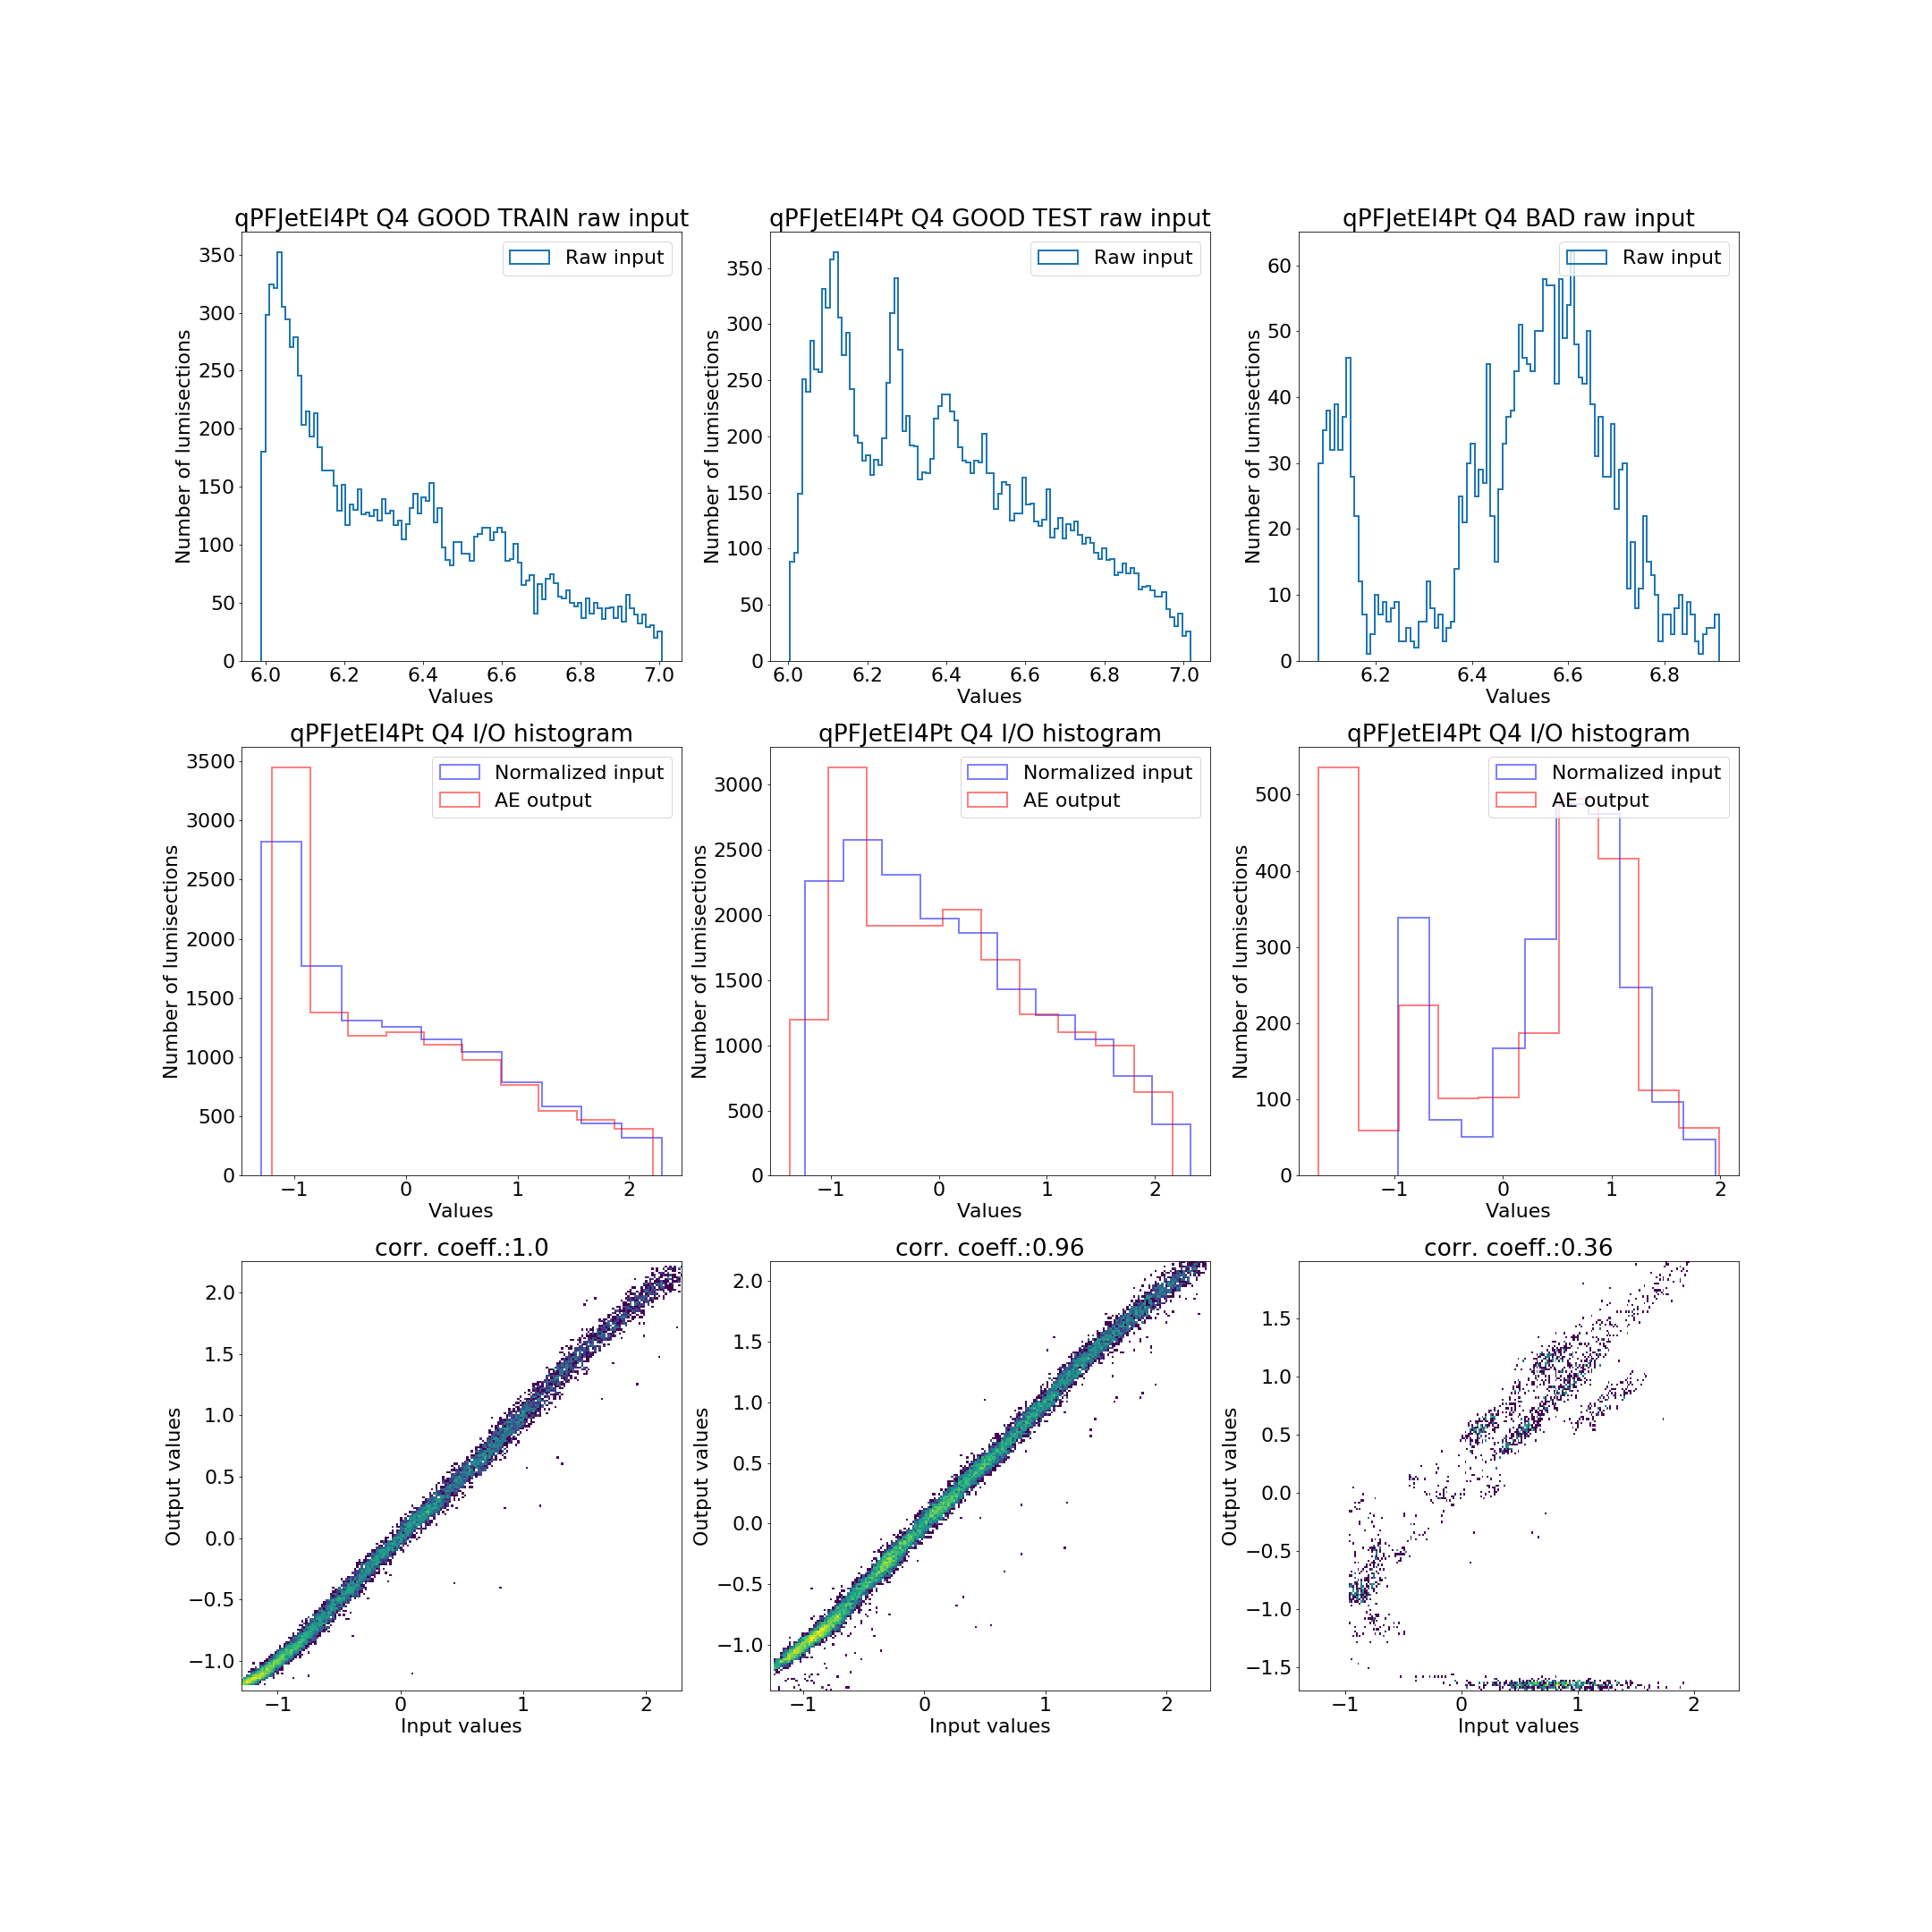 qPFJetEI4Pt Q4 GOOD TRAIN raw input
Number of lumisections
350
300
250
200
150
100
50
0
Raw input
6.0 6.2 6.4 6.6 6.8 7.0
Values
qPFJetEI4Pt Q4 GOOD TEST raw input
Number of lumisections
350
300
250
200
150
100
50
0
Raw input
6.0 6.2 6.4 6.6 6.8 7.0
Values
qPFJetEI4Pt Q4 BAD raw input
Number of lumisections
60
50
40
30
20
10
0
Raw input
6.2 6.4 6.6 6.8
Values
qPFJetEI4Pt Q4 I/O histogram
Number of lumisections
3500
3000
2500
2000
1500
1000
500
0
Normalized input
AE output
−1 0 1 2
Values
qPFJetEI4Pt Q4 I/O histogram
Number of lumisections
3000
2500
2000
1500
1000
500
0
Normalized input
AE output
−1 0 1 2
Values
qPFJetEI4Pt Q4 I/O histogram
Number of lumisections
500
400
300
200
100
0
Normalized input
AE output
−1 0 1 2
Values
corr. coeff.:1.0
Output values
2.0
1.5
1.0
0.5
0.0
−0.5
−1.0
−1 0 1 2
Input values
corr. coeff.:0.96
Output values
2.0
1.5
1.0
0.5
0.0
−0.5
−1.0
−1 0 1 2
Input values
corr. coeff.:0.36
Output values
1.5
1.0
0.5
0.0
−0.5
−1.0
−1.5
−1 0 1 2
Input values